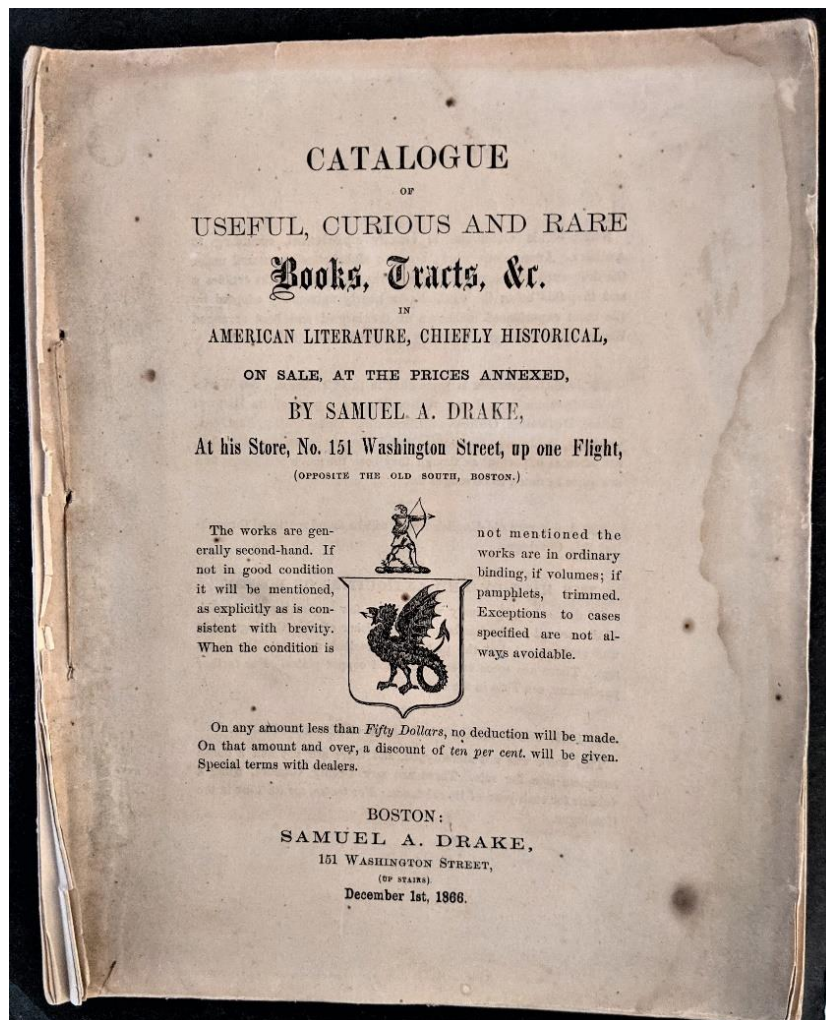 CATALOGUE
OF
USEFUL, CURIOUS AND RARE
Books, Tracts, &c.
IN
AMERICAN LITERATURE, CHIEFLY HISTORICAL,
ON SALE, AT THE PRICES ANNEXED,
BY SAMUEL A. DRAKE,
At his Store, No. 151 Washington Street, up one Flight,
(OPPOSITE THE OLD SOUTH, BOSTON.)
The works are gen-
erally second-hand. If
not in good condition
it will be mentioned,
as explicitly as is con-
sistent with brevity.
When the condition is
not mentioned the
works are in ordinary
binding, if volumes; if
pamphlets, trimmed.
Exceptions to cases
specified are not al-
ways avoidable.
On any amount less than Fifty Dollars, no deduction will be made.
On that amount and over, a discount of ten per cent. will be given.
Special terms with dealers.
BOSTON:
SAMUEL A. DRAKE,
151 WASHINGTON STREET,
(UP STAIRS).
December 1st, 1866.